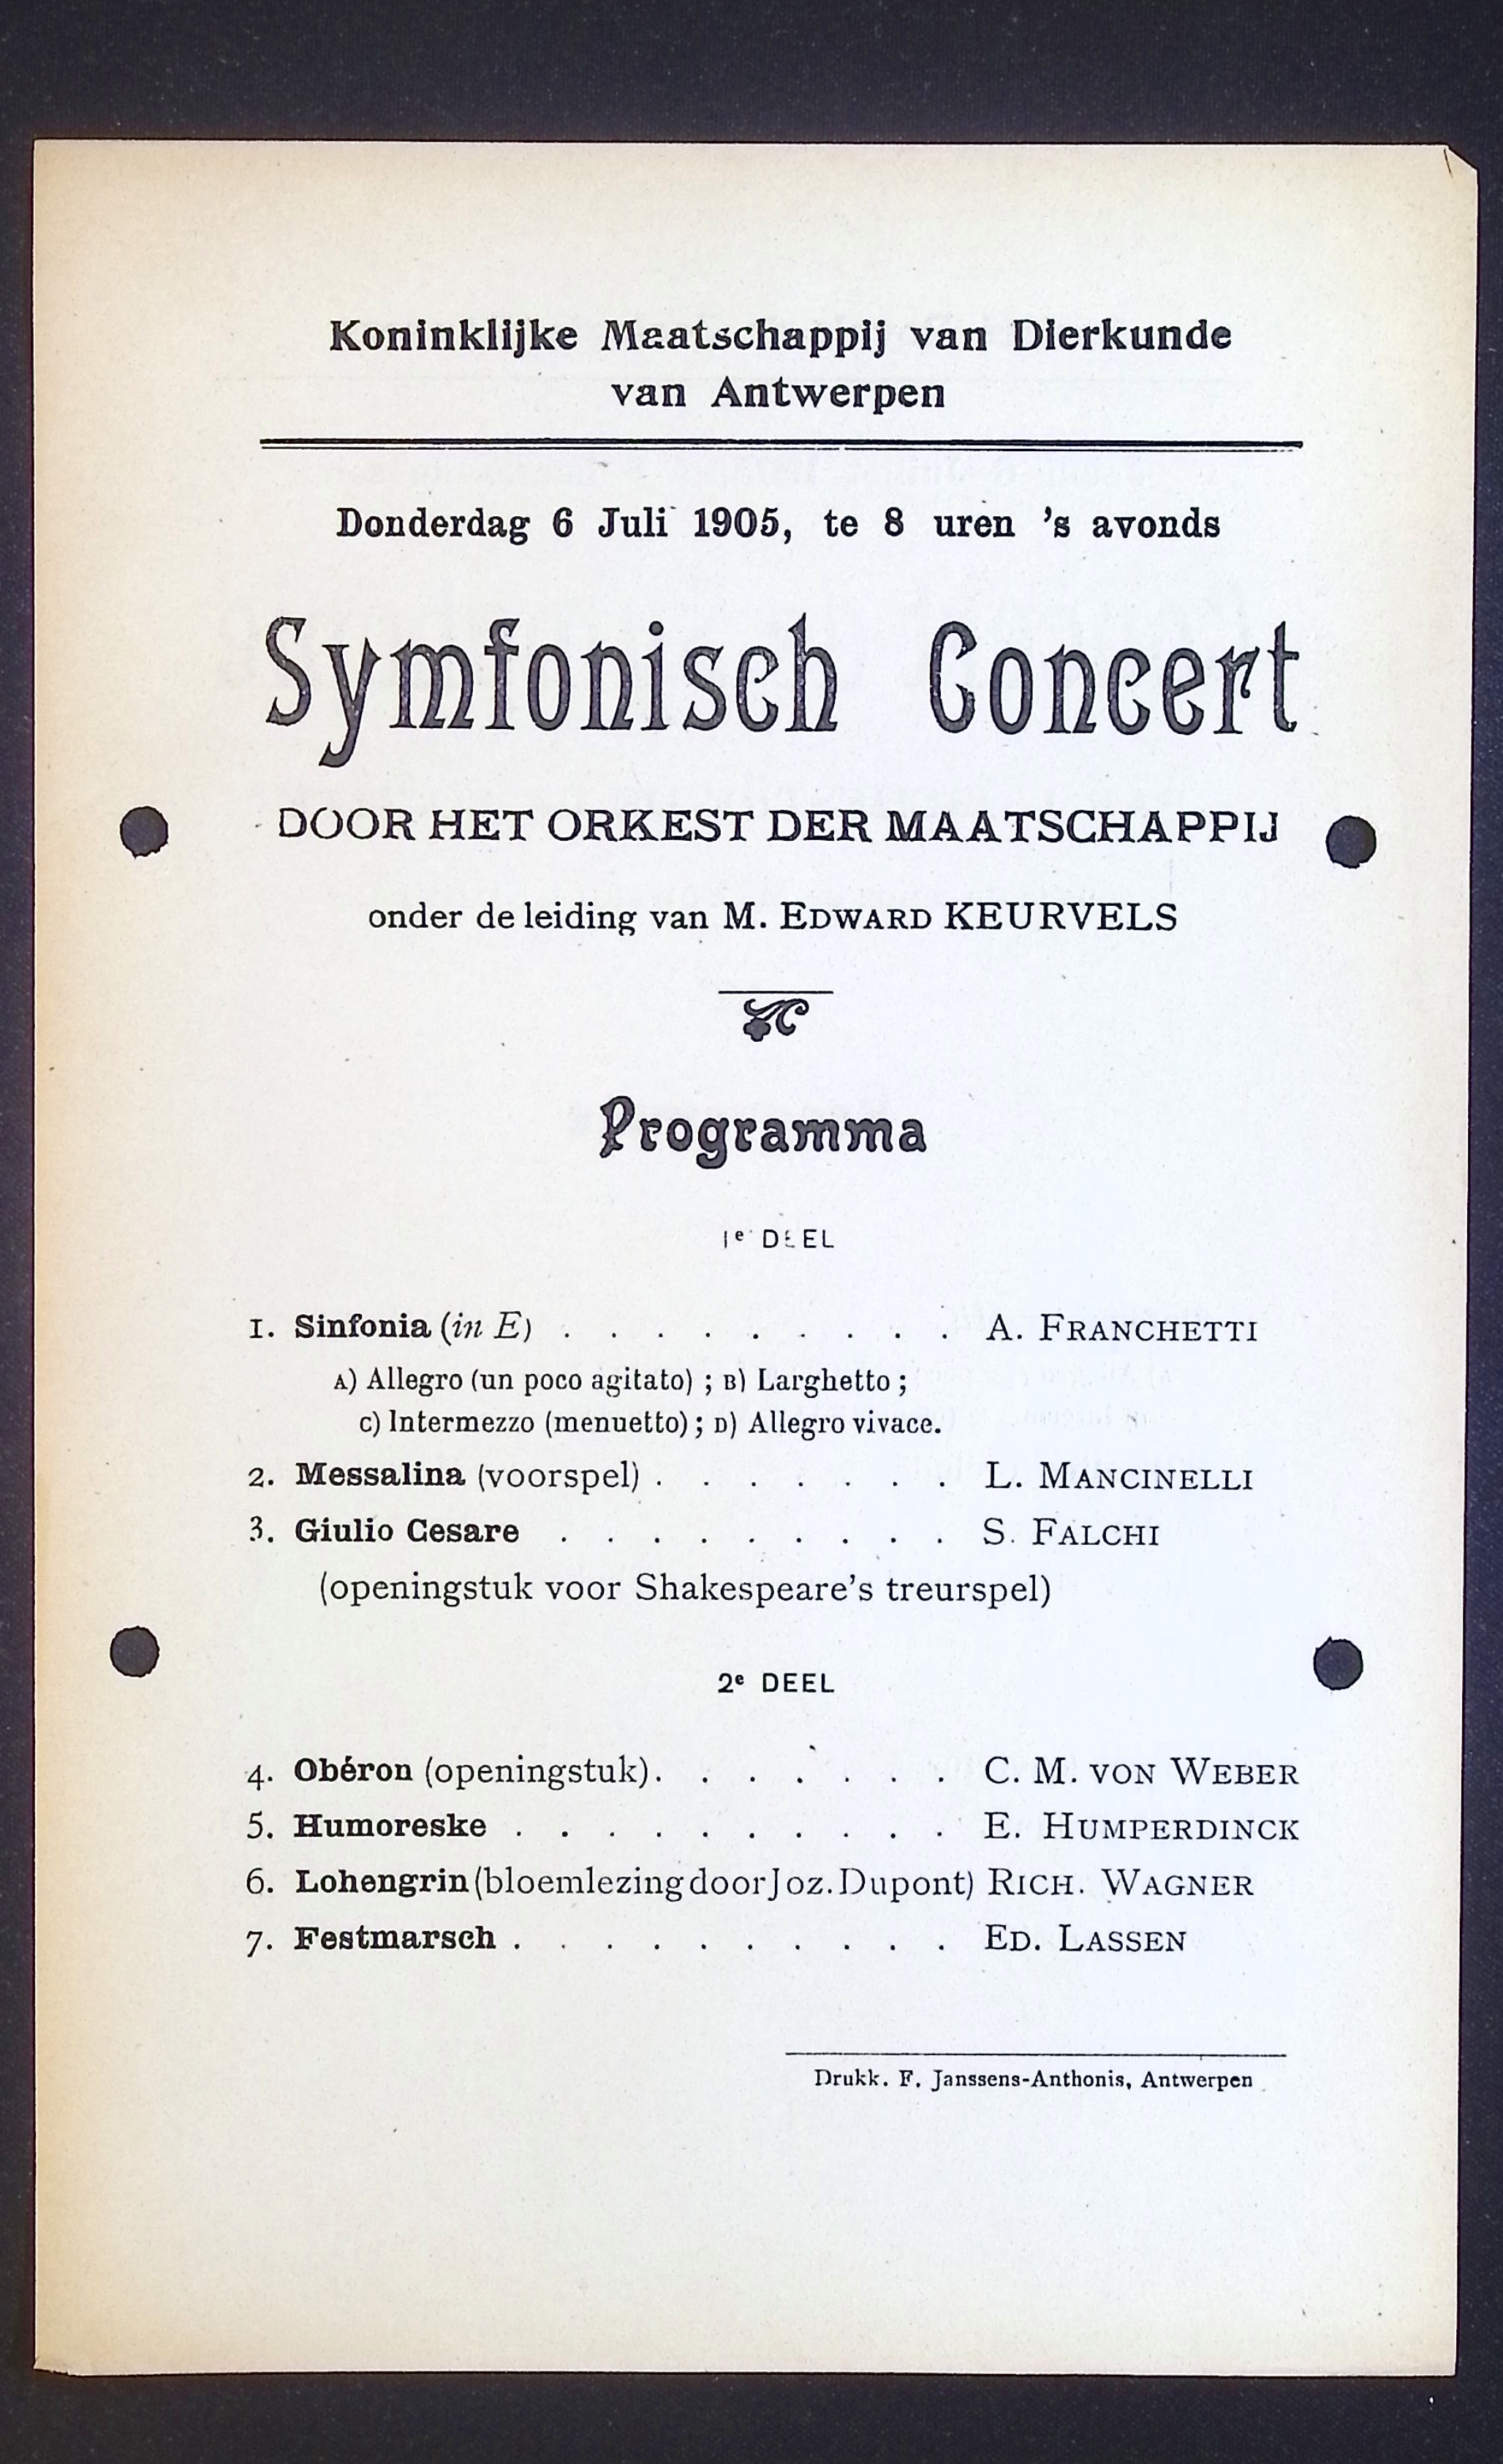 Koninklijke Maatschappij van Dierkunde
van Antwerpen
Donderdag 6 Juli 1905, te 8 uren 's avonds
Symfonisch Concert
DOOR HET ORKEST DER MAATSCHAPPIJ
onder de leiding van M. EDWARD KEURVELS
Programma
1e DEEL
1. Sinfonia (in E) . . . . . . . . . A. FRANCHETTI
A) Allegro (un poco agitato) ; B) Larghetto ;
C) Intermezzo (menuetto) ; D) Allegro vivace.
2. Messalina (voorspel) . . . . . . . L. MANCINELLI
3. Giulio Cesare . . . . . . . . . S. FALCHI
(openingstuk voor Shakespeare's treurspel)
2e DEEL
4. Obéron (openingstuk) . . . . . . . C. M. VON WEBER
5. Humoreske . . . . . . . . . . E. HUMPERDINCK
6. Lohengrin (bloemlezing door Joz. Dupont) RICH. WAGNER
7. Festmarsch . . . . . . . . . . ED. LASSEN
Drukk. F. Janssens-Anthonis, Antwerpen